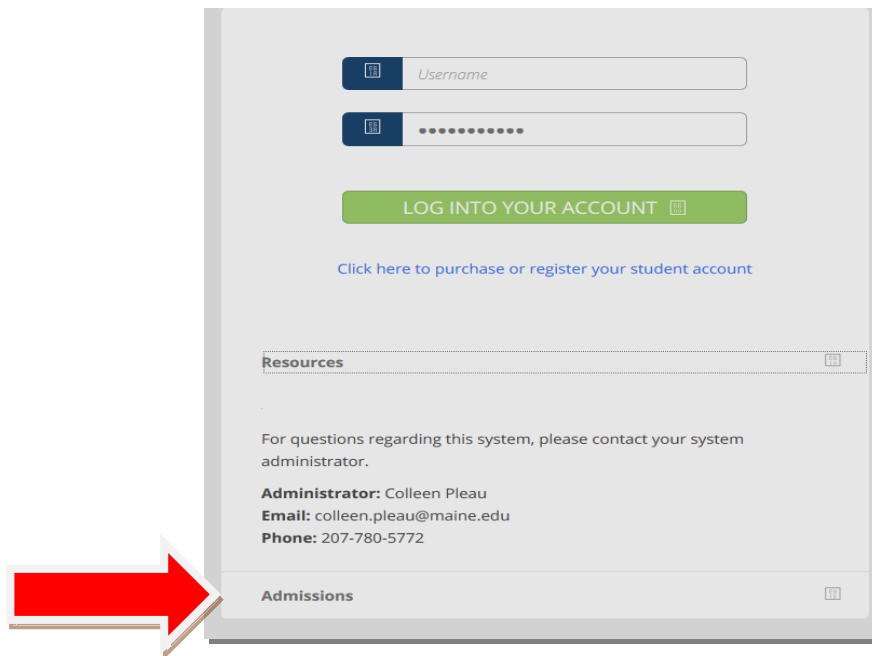 Username
•••••••••••
LOG INTO YOUR ACCOUNT
Click here to purchase or register your student account
Resources
For questions regarding this system, please contact your system
administrator.
Administrator: Colleen Pleau
Email: colleen.pleau@maine.edu
Phone: 207-780-5772
Admissions